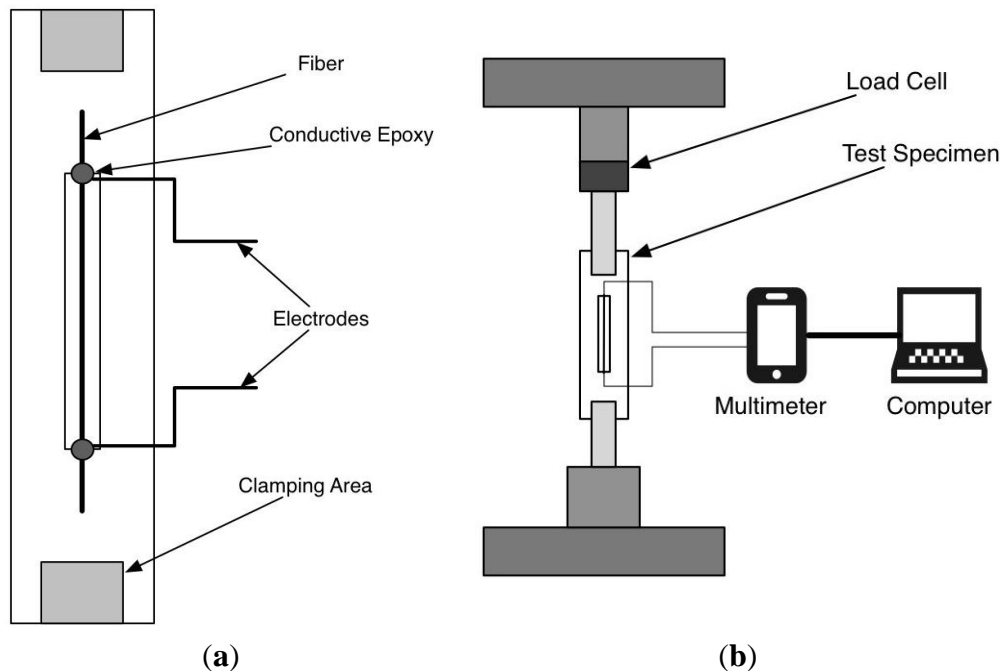 Fiber
Conductive Epoxy
Electrodes
Clamping Area
(a)
Load Cell
Test Specimen
Multimeter
Computer
(b)